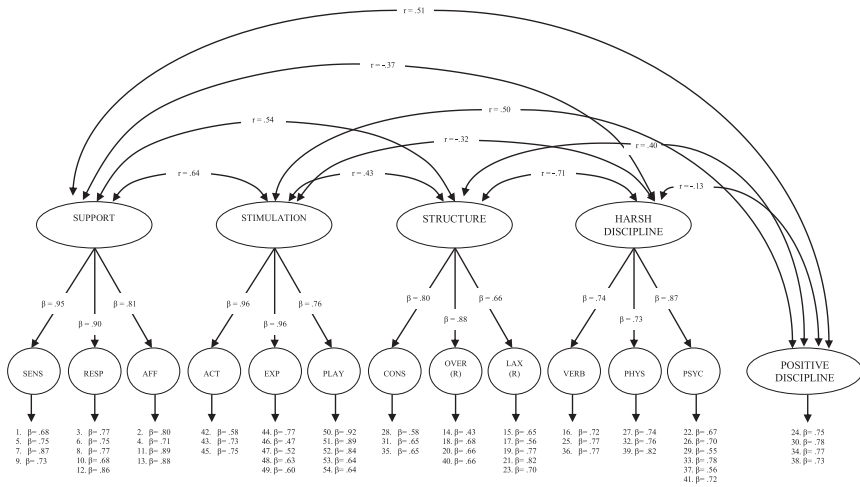 r = .51
r =-.37
r = .50
r = .54
r =-.32
r = .40
r = .64
r = .43
r =-.71
r =-.13
SUPPORT
STIMULATION
STRUCTURE
HARSH
DISCIPLINE
β = .95
β = .81
β = .96
β = .76
β = .80
β = .66
β = .74
β = .87
β = .90
β = .96
β = .88
β = .73
SENS
RESP
AFF
ACT
EXP
PLAY
CONS
OVER
(R)
LAX
(R)
VERB
PHYS
PSYC
POSITIVE
DISCIPLINE
1. β=.68
5. β=.75
7. β=.87
9. β=.73
3. β=.77
6. β=.75
8. β=.77
10. β=.68
12. β=.86
2. β=.80
4. β=.71
11. β=.89
13. β=.88
42. β=.58
43. β=.73
45. β=.75
44. β=.77
46. β=.47
47. β=.52
48. β=.63
49. β=.60
50. β=.92
51. β=.89
52. β=.84
53. β=.64
54. β=.64
28. β=.58
31. β=.65
35. β=.65
14. β=.43
18. β=.68
20. β=.66
40. β=.66
15. β=.65
17. β=.56
19. β=.77
21. β=.82
23. β=.70
16. β=.72
25. β=.77
36. β=.77
27. β=.74
32. β=.76
39. β=.82
22. β=.67
26. β=.70
29. β=.55
33. β=.78
37. β=.56
41. β=.72
24. β=.75
30. β=.78
34. β=.77
38. β=.73